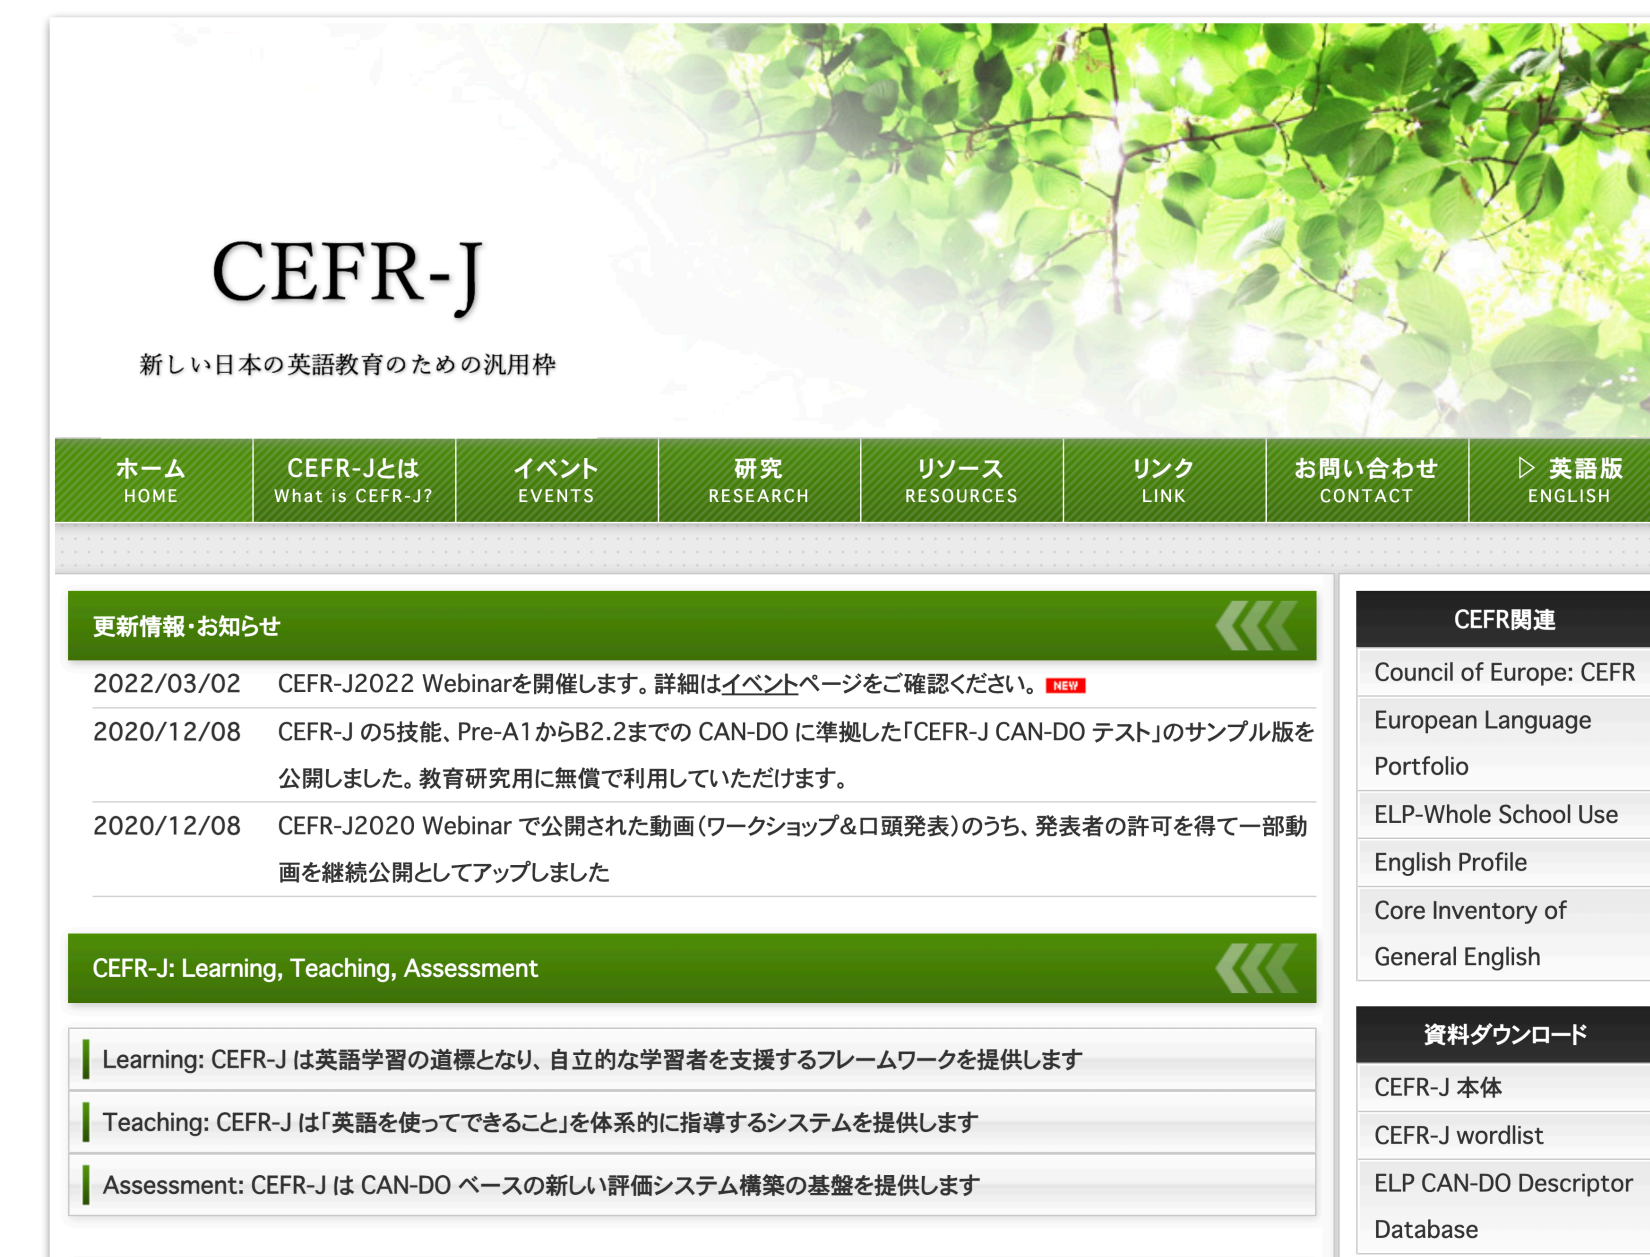 CEFR-J
新しい日本の英語教育のための汎用枠
ホーム
HOME
CEFR-Jとは
What is CEFR-J?
イベント
EVENTS
研究
RESEARCH
リソース
RESOURCES
リンク
LINK
お問い合わせ
CONTACT
▷ 英語版
ENGLISH
更新情報・お知らせ
2022/03/02 CEFR-J2022 Webinarを開催します。詳細はイベントページをご確認ください。 NEW
2020/12/08 CEFR-J の5技能、Pre-A1からB2.2までの CAN-DO に準拠した「CEFR-J CAN-DO テスト」のサンプル版を
公開しました。教育研究用に無償で利用していただけます。
2020/12/08 CEFR-J2020 Webinar で公開された動画（ワークショップ&口頭発表）のうち、発表者の許可を得て一部動
画を継続公開としてアップしました
CEFR-J: Learning, Teaching, Assessment
Learning: CEFR-J は英語学習の道標となり、自立的な学習者を支援するフレームワークを提供します
Teaching: CEFR-J は「英語を使ってできること」を体系的に指導するシステムを提供します
Assessment: CEFR-J は CAN-DO ベースの新しい評価システム構築の基盤を提供します
CEFR関連
Council of Europe: CEFR
European Language
Portfolio
ELP-Whole School Use
English Profile
Core Inventory of
General English
資料ダウンロード
CEFR-J 本体
CEFR-J wordlist
ELP CAN-DO Descriptor
Database